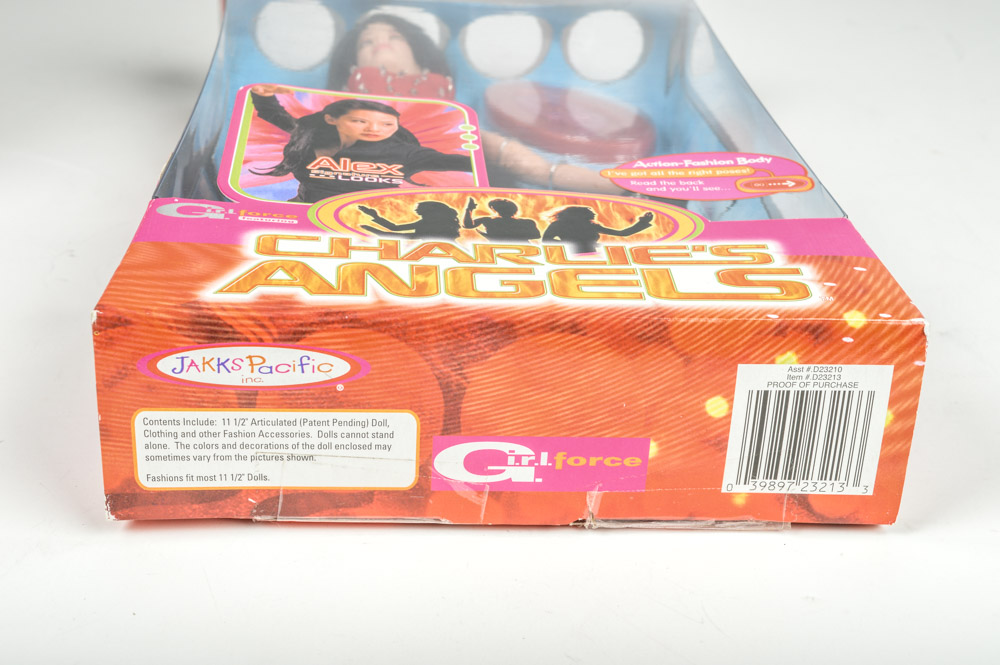 Alex
LOOKS
Action-Fashion Body
I've got all the right poses!
Read the back
and you'll see...
G.i.r.l.force
featuring
CHARLIE'S
ANGELS
TM
JAKKS Pacific
inc.
®
Contents Include: 11 1/2" Articulated (Patent Pending) Doll,
Clothing and other Fashion Accessories. Dolls cannot stand
alone. The colors and decorations of the doll enclosed may
sometimes vary from the pictures shown.
Fashions fit most 11 1/2" Dolls.
G.i.r.l.force
Asst #.D23210
Item #.D23213
PROOF OF PURCHASE
0 39897 23213 3